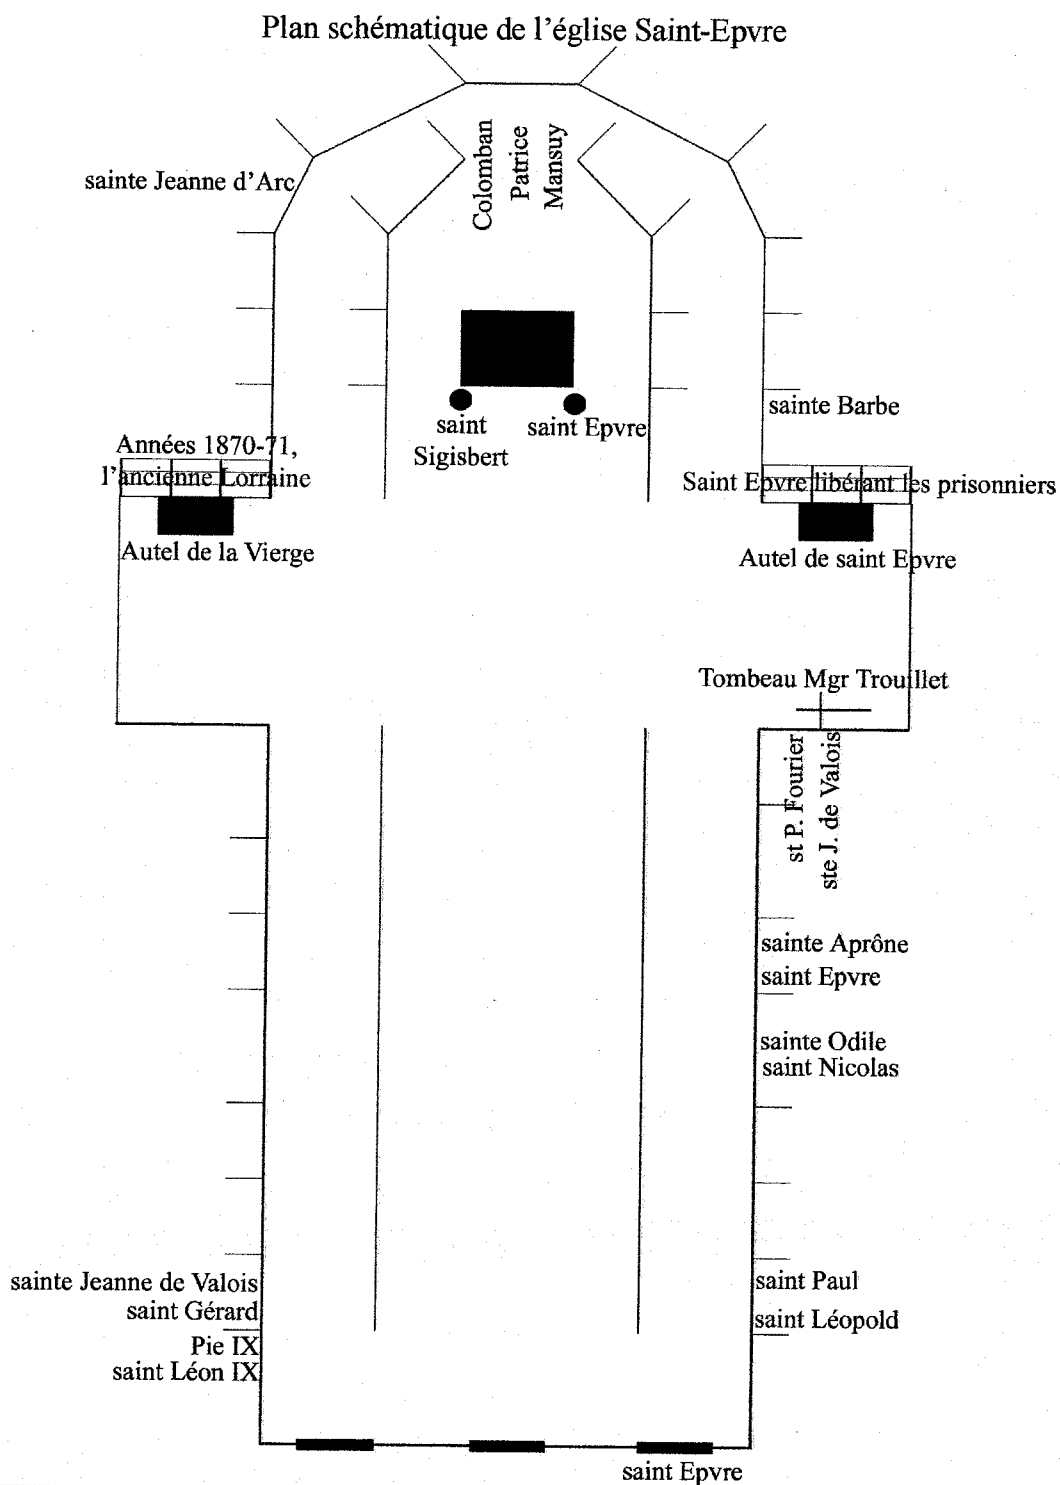 Plan schématique de l'église Saint-Epvre
Colomban
Patrice
Mansuy
sainte Jeanne d'Arc
saint
Sigisbert
saint Epvre
sainte Barbe
Années 1870-71,
l'ancienne Lorraine
Saint Epvre libérant les prisonniers
Autel de la Vierge
Autel de saint Epvre
Tombeau Mgr Trouillet
st P. Fourier
ste J. de Valois
sainte Aprône
saint Epvre
sainte Odile
saint Nicolas
sainte Jeanne de Valois
saint Gérard
Pie IX
saint Léon IX
saint Paul
saint Léopold
saint Epvre